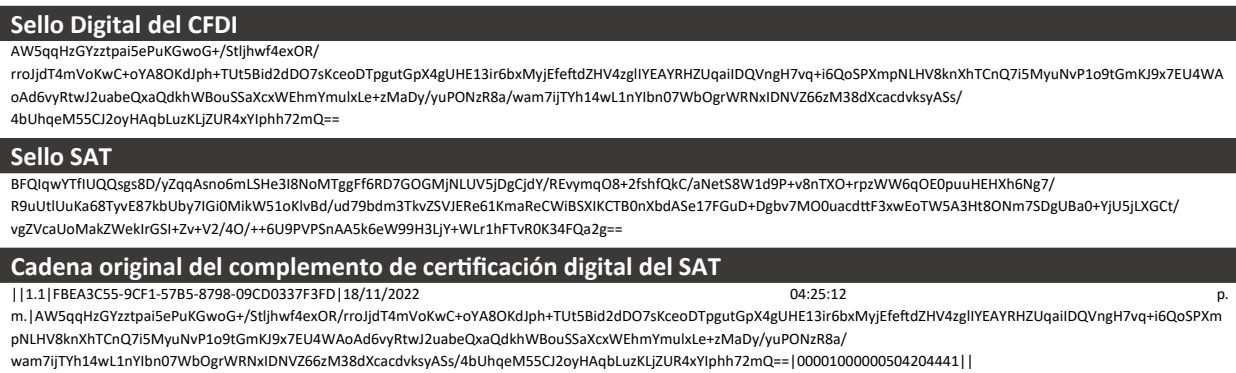 Sello Digital del CFDI
AW5qqHzGYzztpai5ePuKGwoG+/Stljhwf4exOR/
rroJjdT4mVoKwC+oYA8OKdJph+TUt5Bid2dDO7sKceoDTpgutGpX4gUHE13ir6bxMyjEfeftdZHV4zglIYEAYRHZUqaiIDQVngH7vq+i6QoSPXmpNLHV8knXhTCnQ7i5MyuNvP1o9tGmKJ9x7EU4WA
oAd6vyRtwJ2uabeQxaQdkhWBouSSaXcxWEhmYmulxLe+zMaDy/yuPONzR8a/wam7ijTYh14wL1nYIbn07WbOgrWRNxIDNVZ66zM38dXcacdvksyASs/
4bUhqeM55CJ2oyHAqbLuzKLjZUR4xYIphh72mQ==
Sello SAT
BFQIqwYTfIUQQsgs8D/yZqqAsno6mLSHe3I8NoMTggFf6RD7GOGMjNLUV5jDgCjdY/REvymqO8+2fshfQkC/aNetS8W1d9P+v8nTXO+rpzWW6qOE0puuHEHXh6Ng7/
R9uUtlUuKa68TyvE87kbUby7IGi0MikW51oKlvBd/ud79bdm3TkvZSVJERe61KmaReCWiBSXIKCTB0nXbdASe17FGuD+Dgbv7MO0uacdttF3xwEoTW5A3Ht8ONm7SDgUBa0+YjU5jLXGCt/
vgZVcaUoMakZWekIrGSI+Zv+V2/4O/++6U9PVPSnAA5k6eW99H3LjY+WLr1hFTvR0K34FQa2g==
Cadena original del complemento de certificación digital del SAT
||1.1|FBEA3C55-9CF1-57B5-8798-09CD0337F3FD|18/11/2022 04:25:12 p.
m.|AW5qqHzGYzztpai5ePuKGwoG+/Stljhwf4exOR/rroJjdT4mVoKwC+oYA8OKdJph+TUt5Bid2dDO7sKceoDTpgutGpX4gUHE13ir6bxMyjEfeftdZHV4zglIYEAYRHZUqaiIDQVngH7vq+i6QoSPXm
pNLHV8knXhTCnQ7i5MyuNvP1o9tGmKJ9x7EU4WAoAd6vyRtwJ2uabeQxaQdkhWBouSSaXcxWEhmYmulxLe+zMaDy/yuPONzR8a/
wam7ijTYh14wL1nYIbn07WbOgrWRNxIDNVZ66zM38dXcacdvksyASs/4bUhqeM55CJ2oyHAqbLuzKLjZUR4xYIphh72mQ==|00001000000504204441||